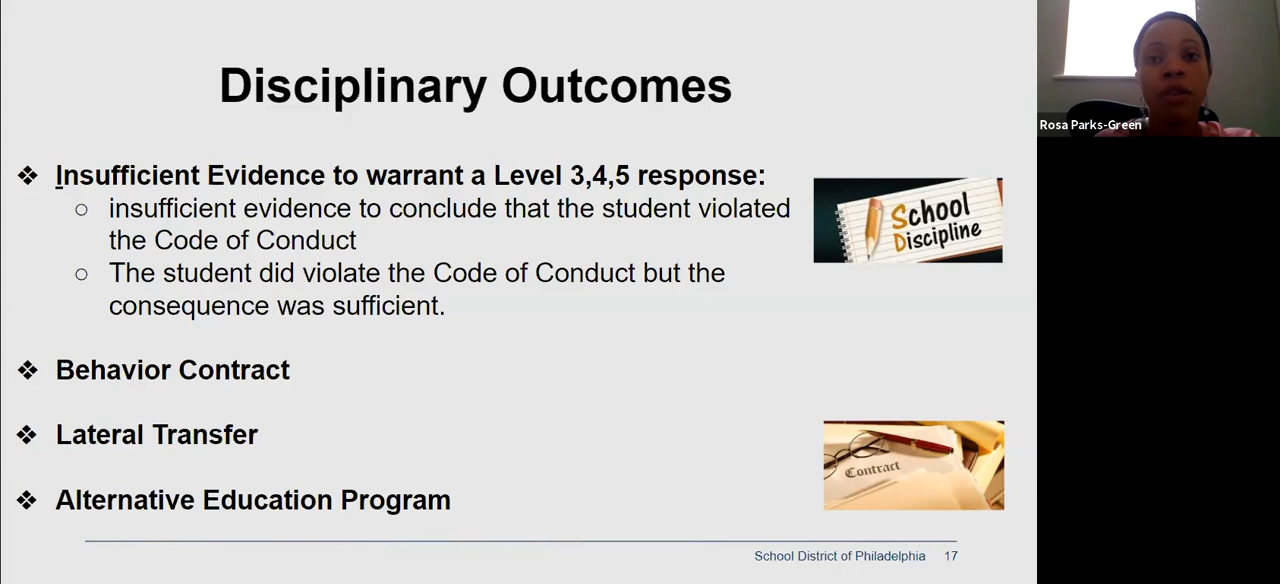 Disciplinary Outcomes
❖ Insufficient Evidence to warrant a Level 3,4,5 response:
○ insufficient evidence to conclude that the student violated
the Code of Conduct
○ The student did violate the Code of Conduct but the
consequence was sufficient.
❖ Behavior Contract
❖ Lateral Transfer
❖ Alternative Education Program
School
Discipline
Contract
School District of Philadelphia 17
Rosa Parks-Green